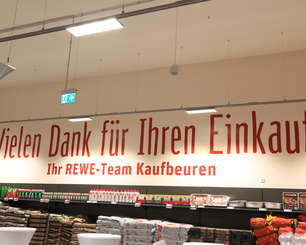 Vielen Dank für Ihren Einkauf
Ihr REWE-Team Kaufbeuren